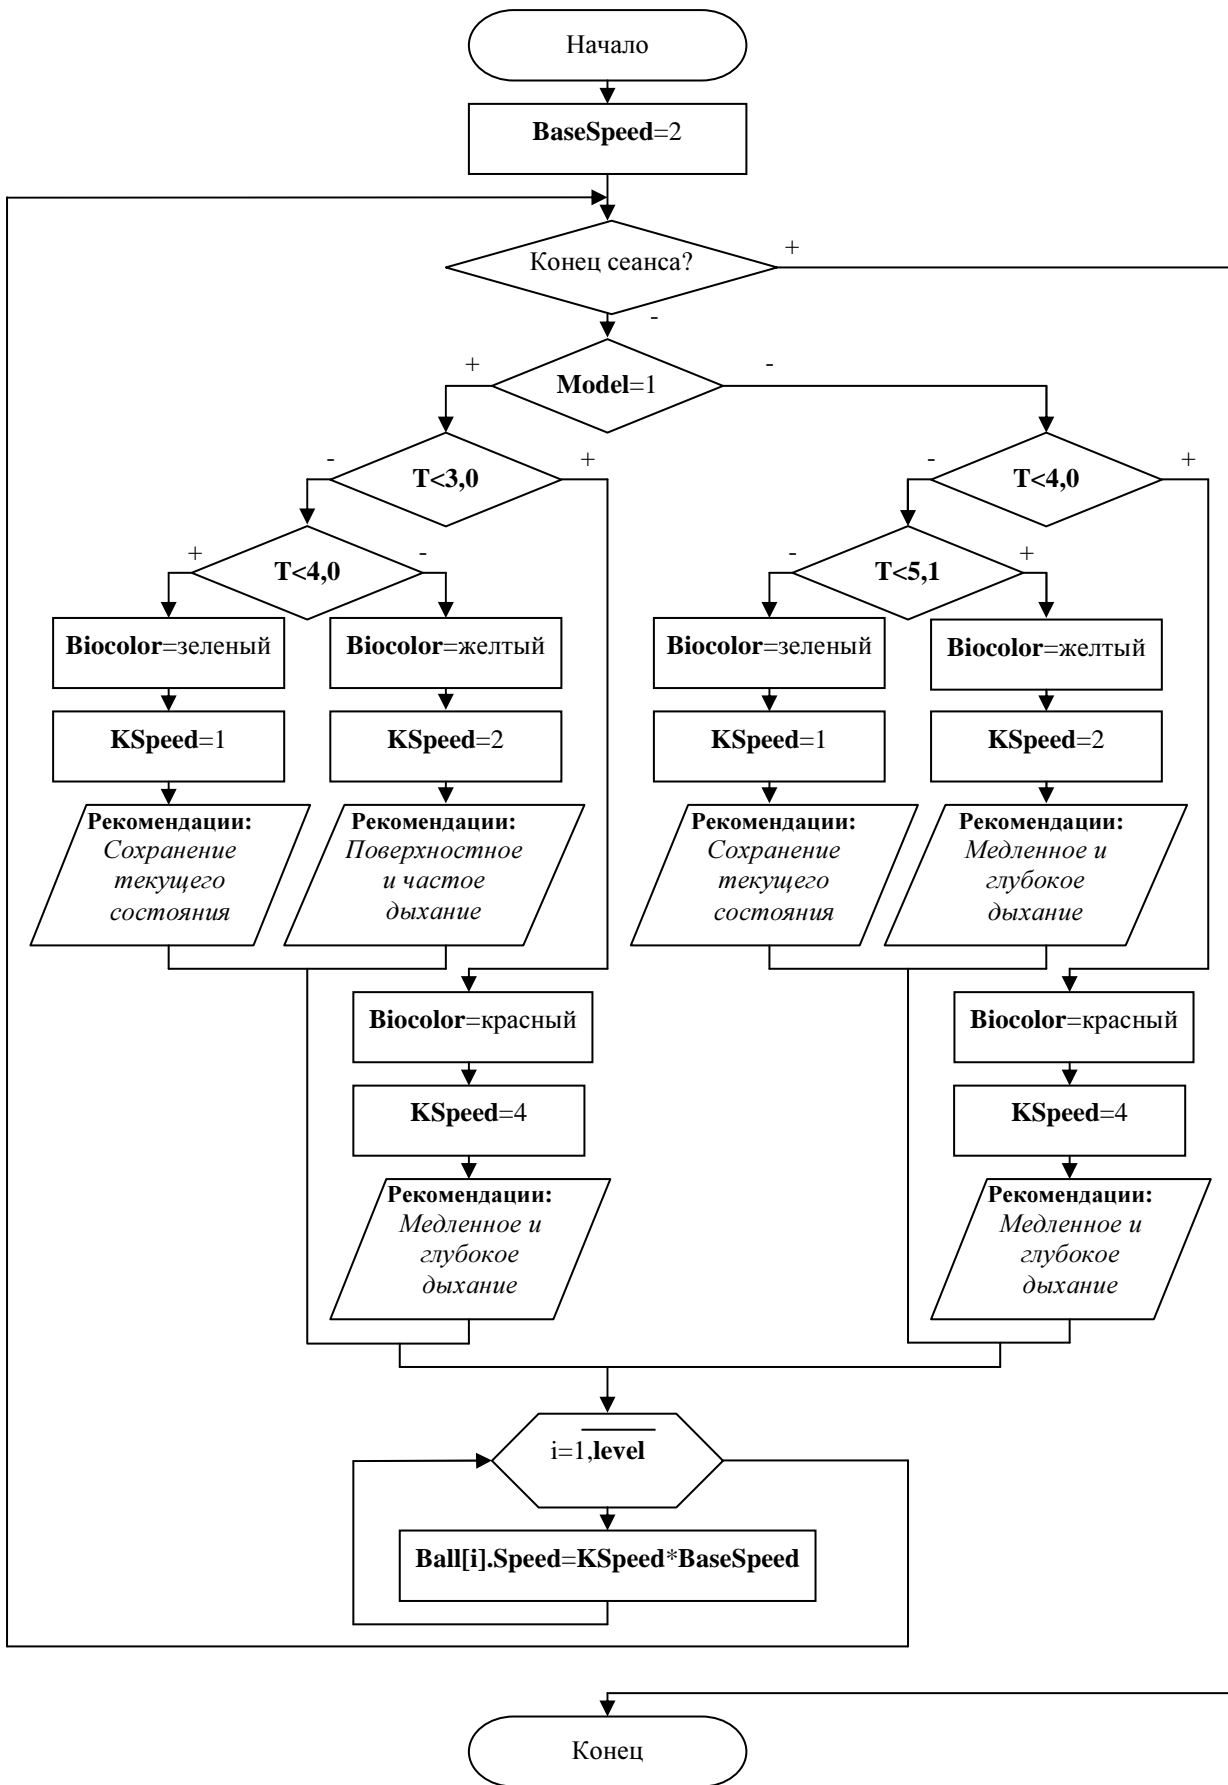 Начало
BaseSpeed=2
Конец сеанса?
+
-
Model=1
+
-
T<3,0
-
+
T<4,0
-
+
T<4,0
+
-
T<5,1
-
+
Biocolor=зеленый
Biocolor=желтый
Biocolor=зеленый
Biocolor=желтый
KSpeed=1
KSpeed=2
KSpeed=1
KSpeed=2
Рекомендации:
Сохранение
текущего
состояния
Рекомендации:
Поверхностное
и частое
дыхание
Рекомендации:
Сохранение
текущего
состояния
Рекомендации:
Медленное и
глубокое
дыхание
Biocolor=красный
Biocolor=красный
KSpeed=4
KSpeed=4
Рекомендации:
Медленное и
глубокое
дыхание
Рекомендации:
Медленное и
глубокое
дыхание
i=1,level
Ball[i].Speed=KSpeed*BaseSpeed
Конец